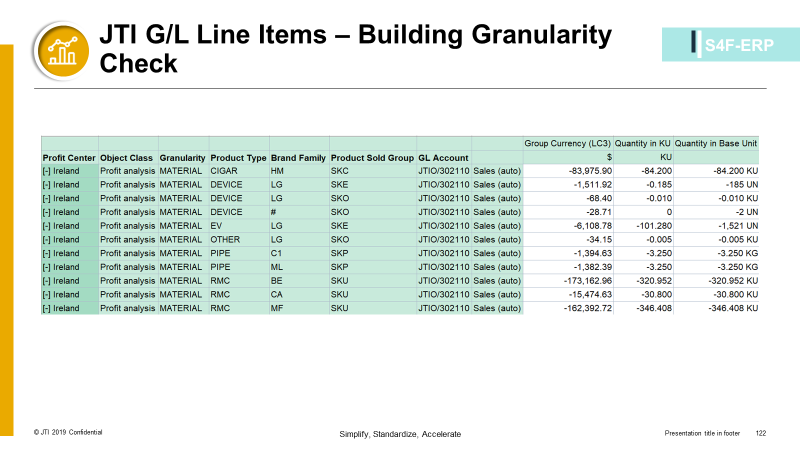 JTI G/L Line Items – Building Granularity
Check
S4F-ERP
Group Currency (LC3) Quantity in KU Quantity in Base Unit
Profit Center Object Class Granularity Product Type Brand Family Product Sold Group GL Account $ KU
[-] Ireland Profit analysis MATERIAL CIGAR HM SKC JTIO/302110 Sales (auto) -83,975.90 -84.200 -84.200 KU
[-] Ireland Profit analysis MATERIAL DEVICE LG SKE JTIO/302110 Sales (auto) -1,511.92 -0.185 -185 UN
[-] Ireland Profit analysis MATERIAL DEVICE LG SKO JTIO/302110 Sales (auto) -68.40 -0.010 -0.010 KU
[-] Ireland Profit analysis MATERIAL DEVICE # SKO JTIO/302110 Sales (auto) -28.71 0 -2 UN
[-] Ireland Profit analysis MATERIAL EV LG SKE JTIO/302110 Sales (auto) -6,108.78 -101.280 -1,521 UN
[-] Ireland Profit analysis MATERIAL OTHER LG SKO JTIO/302110 Sales (auto) -34.15 -0.005 -0.005 KU
[-] Ireland Profit analysis MATERIAL PIPE C1 SKP JTIO/302110 Sales (auto) -1,394.63 -3.250 -3.250 KG
[-] Ireland Profit analysis MATERIAL PIPE ML SKP JTIO/302110 Sales (auto) -1,382.39 -3.250 -3.250 KG
[-] Ireland Profit analysis MATERIAL RMC BE SKU JTIO/302110 Sales (auto) -173,162.96 -320.952 -320.952 KU
[-] Ireland Profit analysis MATERIAL RMC CA SKU JTIO/302110 Sales (auto) -15,474.63 -30.800 -30.800 KU
[-] Ireland Profit analysis MATERIAL RMC MF SKU JTIO/302110 Sales (auto) -162,392.72 -346.408 -346.408 KU
© JTI 2019 Confidential
Simplify, Standardize, Accelerate
Presentation title in footer 122